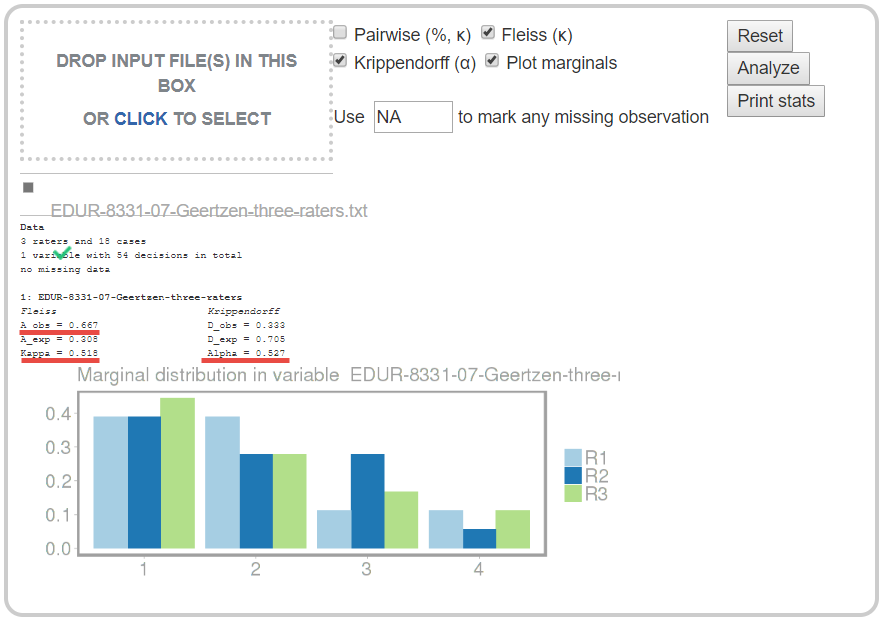 DROP INPUT FILE(S) IN THIS
BOX
OR CLICK TO SELECT
Pairwise (%, κ) Fleiss (κ)
Krippendorff (α) Plot marginals
Use NA to mark any missing observation
Reset
Analyze
Print stats
EDUR-8331-07-Geertzen-three-raters.txt
Data
3 raters and 18 cases
1 variable with 54 decisions in total
no missing data
1: EDUR-8331-07-Geertzen-three-raters
Fleiss Krippendorff
A_obs = 0.667 D_obs = 0.333
A_exp = 0.308 D_exp = 0.705
Kappa = 0.518 Alpha = 0.527
Marginal distribution in variable EDUR-8331-07-Geertzen-three-r
0.4
0.3
0.2
0.1
0.0
1 2 3 4
R1
R2
R3